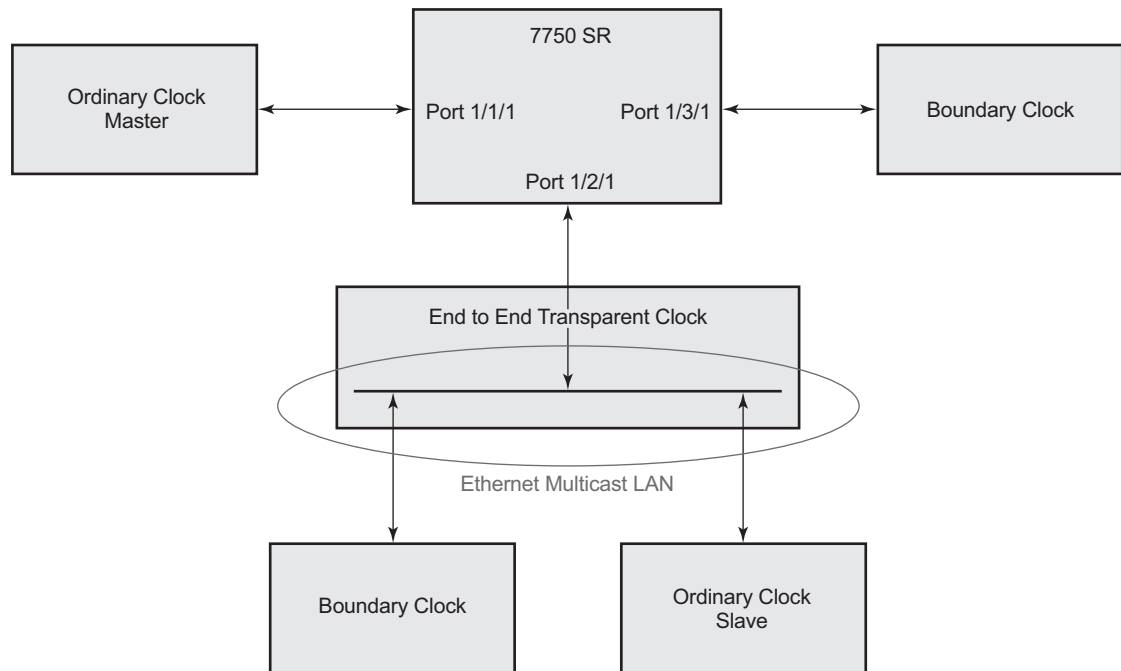 7750 SR
Ordinary Clock
Master
Port 1/1/1
Port 1/3/1
Boundary Clock
Port 1/2/1
End to End Transparent Clock
Ethernet Multicast LAN
Boundary Clock
Ordinary Clock
Slave